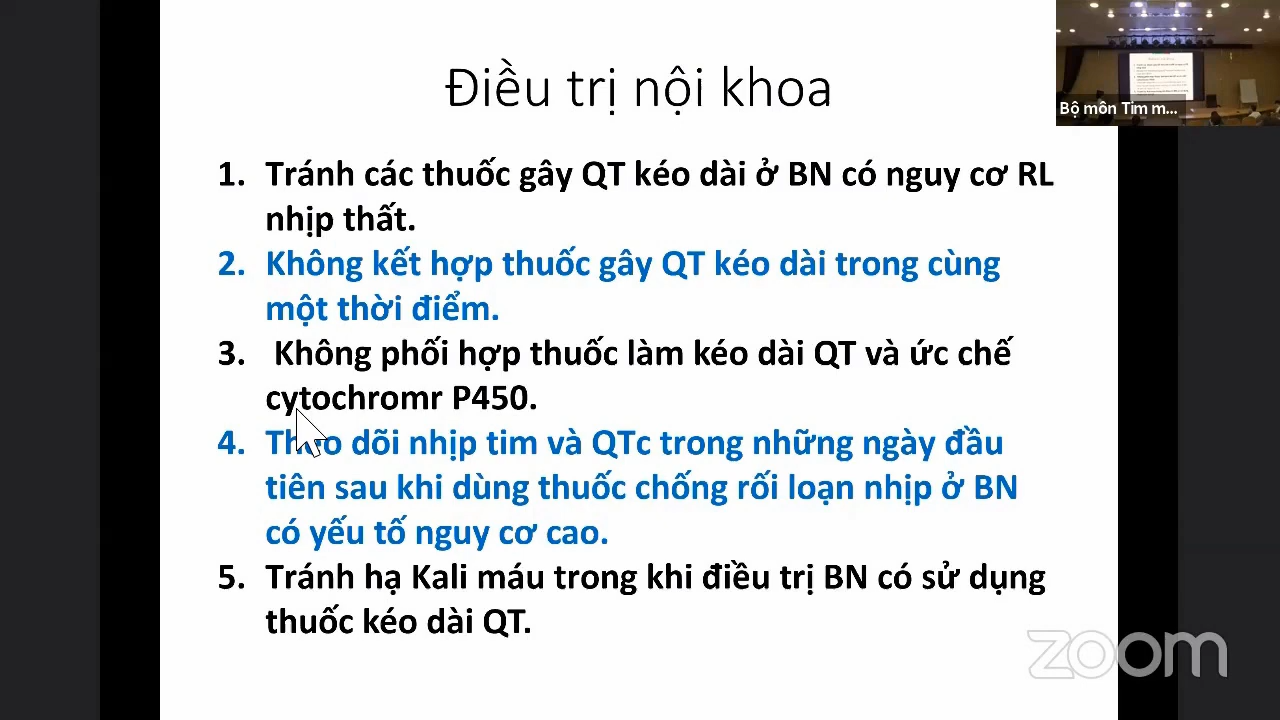 Điều trị nội khoa
Bộ môn Tim m...
1. Tránh các thuốc gây QT kéo dài ở BN có nguy cơ RL
nhịp thất.
2. Không kết hợp thuốc gây QT kéo dài trong cùng
một thời điểm.
3. Không phối hợp thuốc làm kéo dài QT và ức chế
cytochromr P450.
4. Theo dõi nhịp tim và QTc trong những ngày đầu
tiên sau khi dùng thuốc chống rối loạn nhịp ở BN
có yếu tố nguy cơ cao.
5. Tránh hạ Kali máu trong khi điều trị BN có sử dụng
thuốc kéo dài QT.
zoom